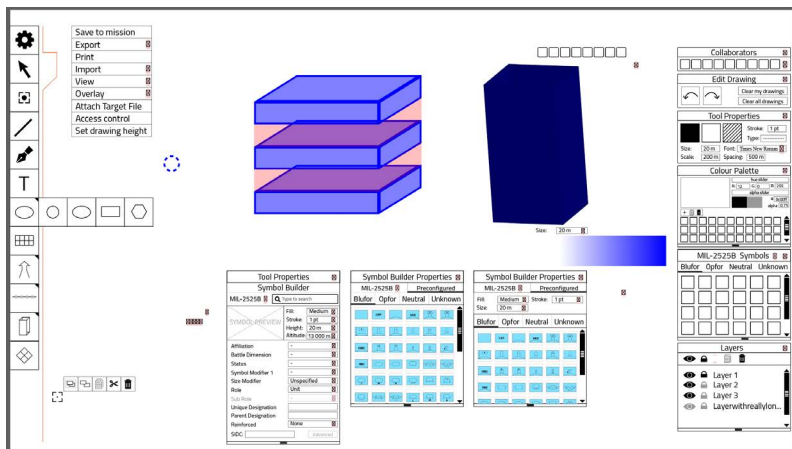 Save to mission
Export
Print
Import
View
Overlay
Attach Target File
Access control
Set drawing height
T
Size: 20 m
Collaborators
Edit Drawing
Clear my drawings
Clear all drawings
Tool Properties
Stroke: 1 pt
Type:
Size: 20 m Font: Times New Roman
Scale: 200 m Spacing: 500 m
Colour Palette
hue slider
alpha slider
alpha:
MIL-2525B Symbols
Blufor Opfor Neutral Unknown
Layers
Layer 1
Layer 2
Layer 3
Layerwithreallylon...
Tool Properties
Symbol Builder
MIL-2525B Type to search
SYMBOL PREVIEW
Fill: Medium
Stroke: 1 pt
Height: 20 m
Altitude: 13 000 m
Affiliation -
Battle Dimension -
Status -
Symbol Modifier 1 -
Size Modifier Unspecified
Role Unit
Sub Role
Unique Designation
Parent Designation
Reinforced None
SIDC: Advanced
Symbol Builder Properties
MIL-2525B Preconfigured
Blufor Opfor Neutral Unknown
Symbol Builder Properties
MIL-2525B Preconfigured
Fill: Medium Stroke: 1 pt
Size: 20 m
Blufor Opfor Neutral Unknown